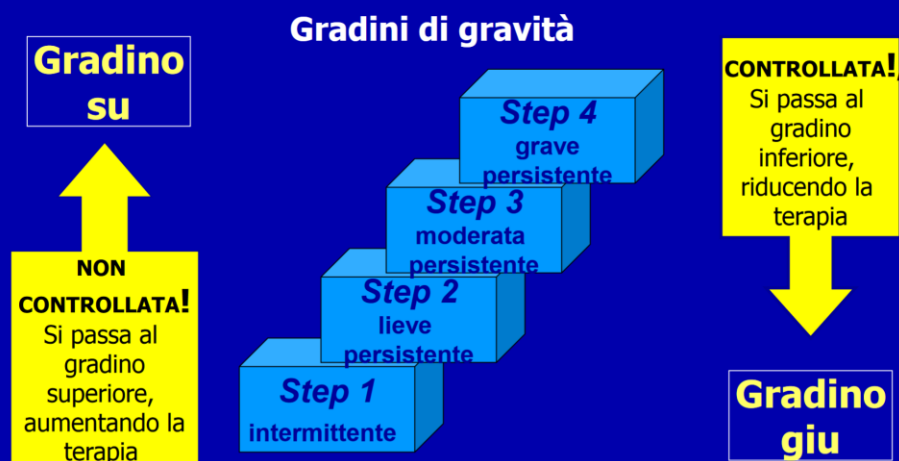 Gradini di gravità
Gradino
su
NON
CONTROLLATA!
Si passa al
gradino
superiore,
aumentando la
terapia
Step 4
grave
persistente
Step 3
moderata
persistente
Step 2
lieve
persistente
Step 1
intermittente
CONTROLLATA!,
Si passa al
gradino
inferiore,
riducendo la
terapia
Gradino
giu